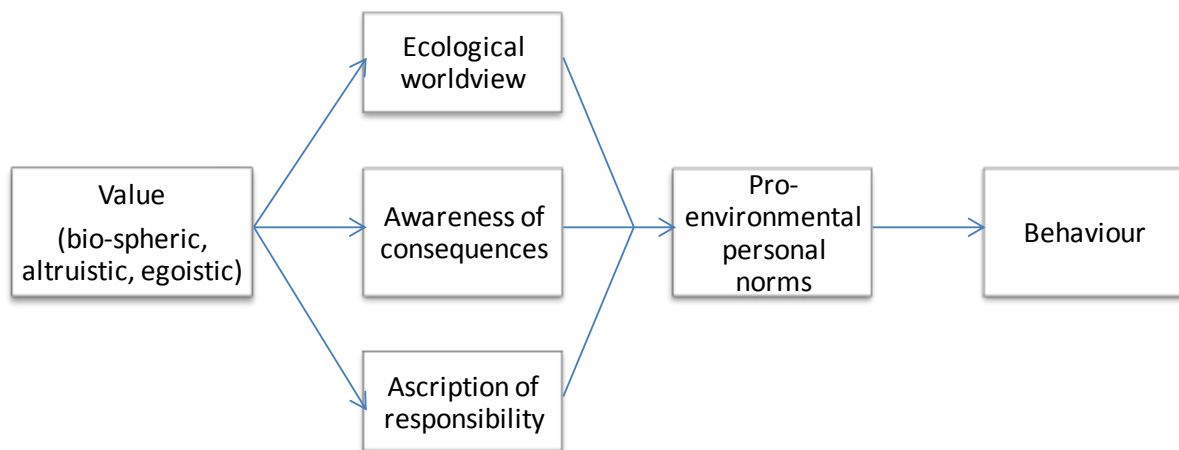 Ecological
worldview
Value
(bio-spheric,
altruistic, egoistic)
Awareness of
consequences
Pro-
environmental
personal
norms
Behaviour
Ascription of
responsibility